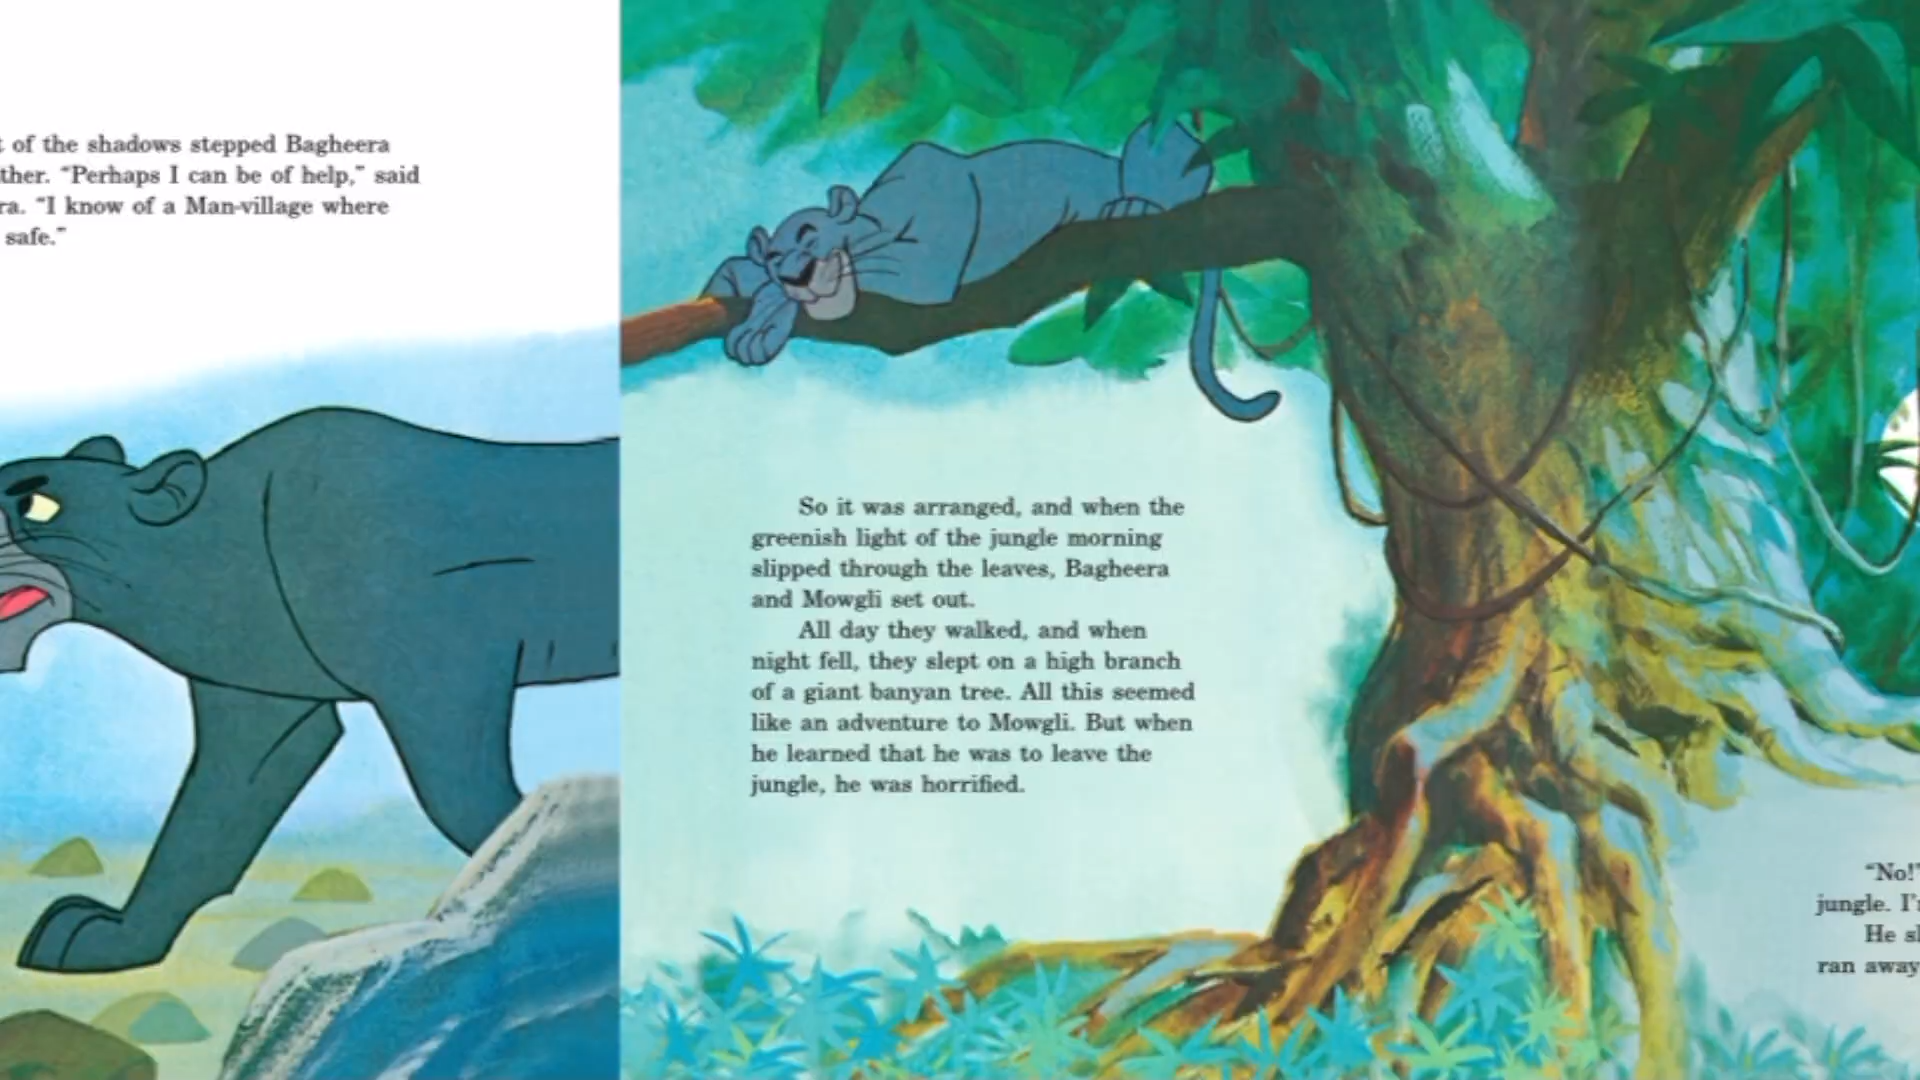 of the shadows stepped Bagheera
ther. “Perhaps I can be of help,” said
ra. “I know of a Man-village where
safe.”
So it was arranged, and when the
greenish light of the jungle morning
slipped through the leaves, Bagheera
and Mowgli set out.
All day they walked, and when
night fell, they slept on a high branch
of a giant banyan tree. All this seemed
like an adventure to Mowgli. But when
he learned that he was to leave the
jungle, he was horrified.
“No!”
jungle. I’
He s
ran away